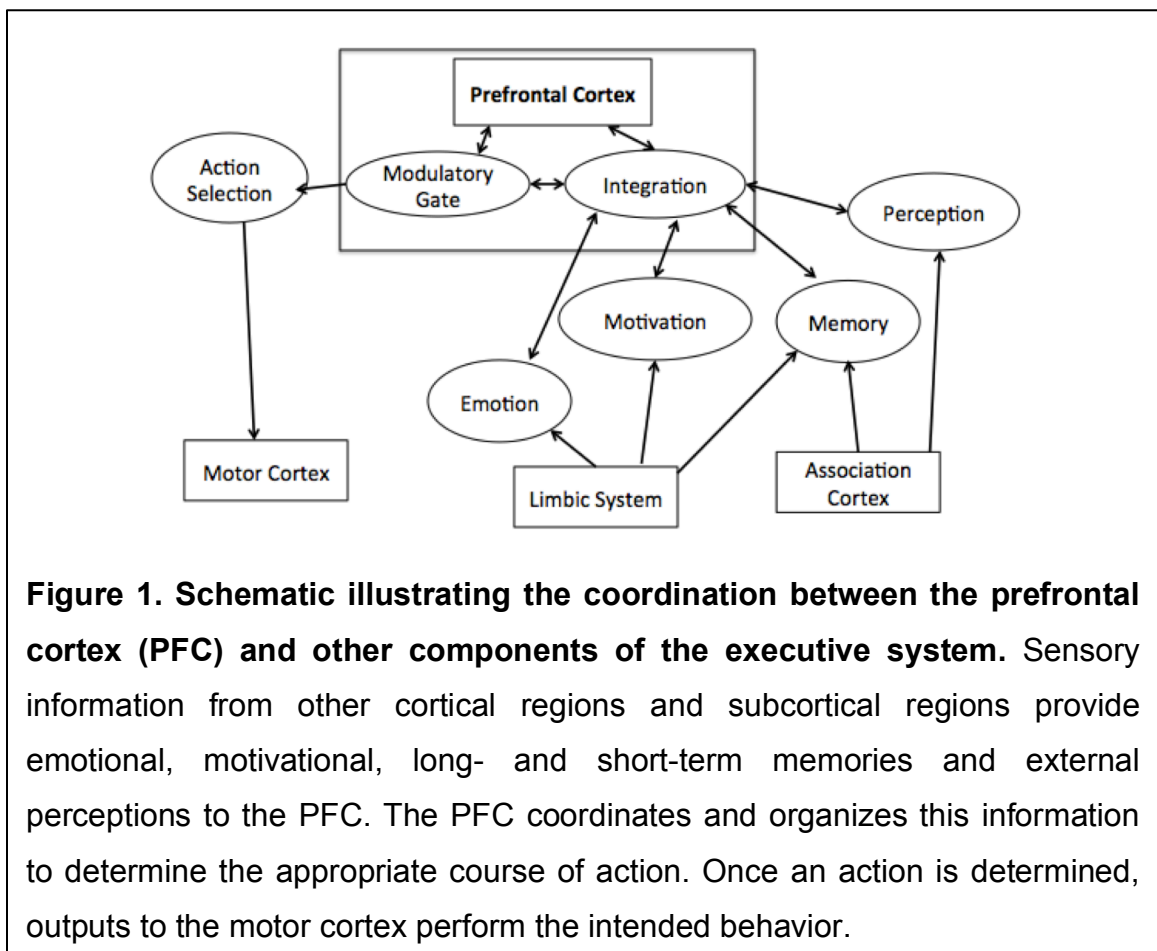 Prefrontal Cortex
Action
Selection
Modulatory
Gate
Integration
Perception
Motivation
Memory
Emotion
Motor Cortex
Limbic System
Association
Cortex
Figure 1. Schematic illustrating the coordination between the prefrontal
cortex (PFC) and other components of the executive system. Sensory
information from other cortical regions and subcortical regions provide
emotional, motivational, long- and short-term memories and external
perceptions to the PFC. The PFC coordinates and organizes this information
to determine the appropriate course of action. Once an action is determined,
outputs to the motor cortex perform the intended behavior.